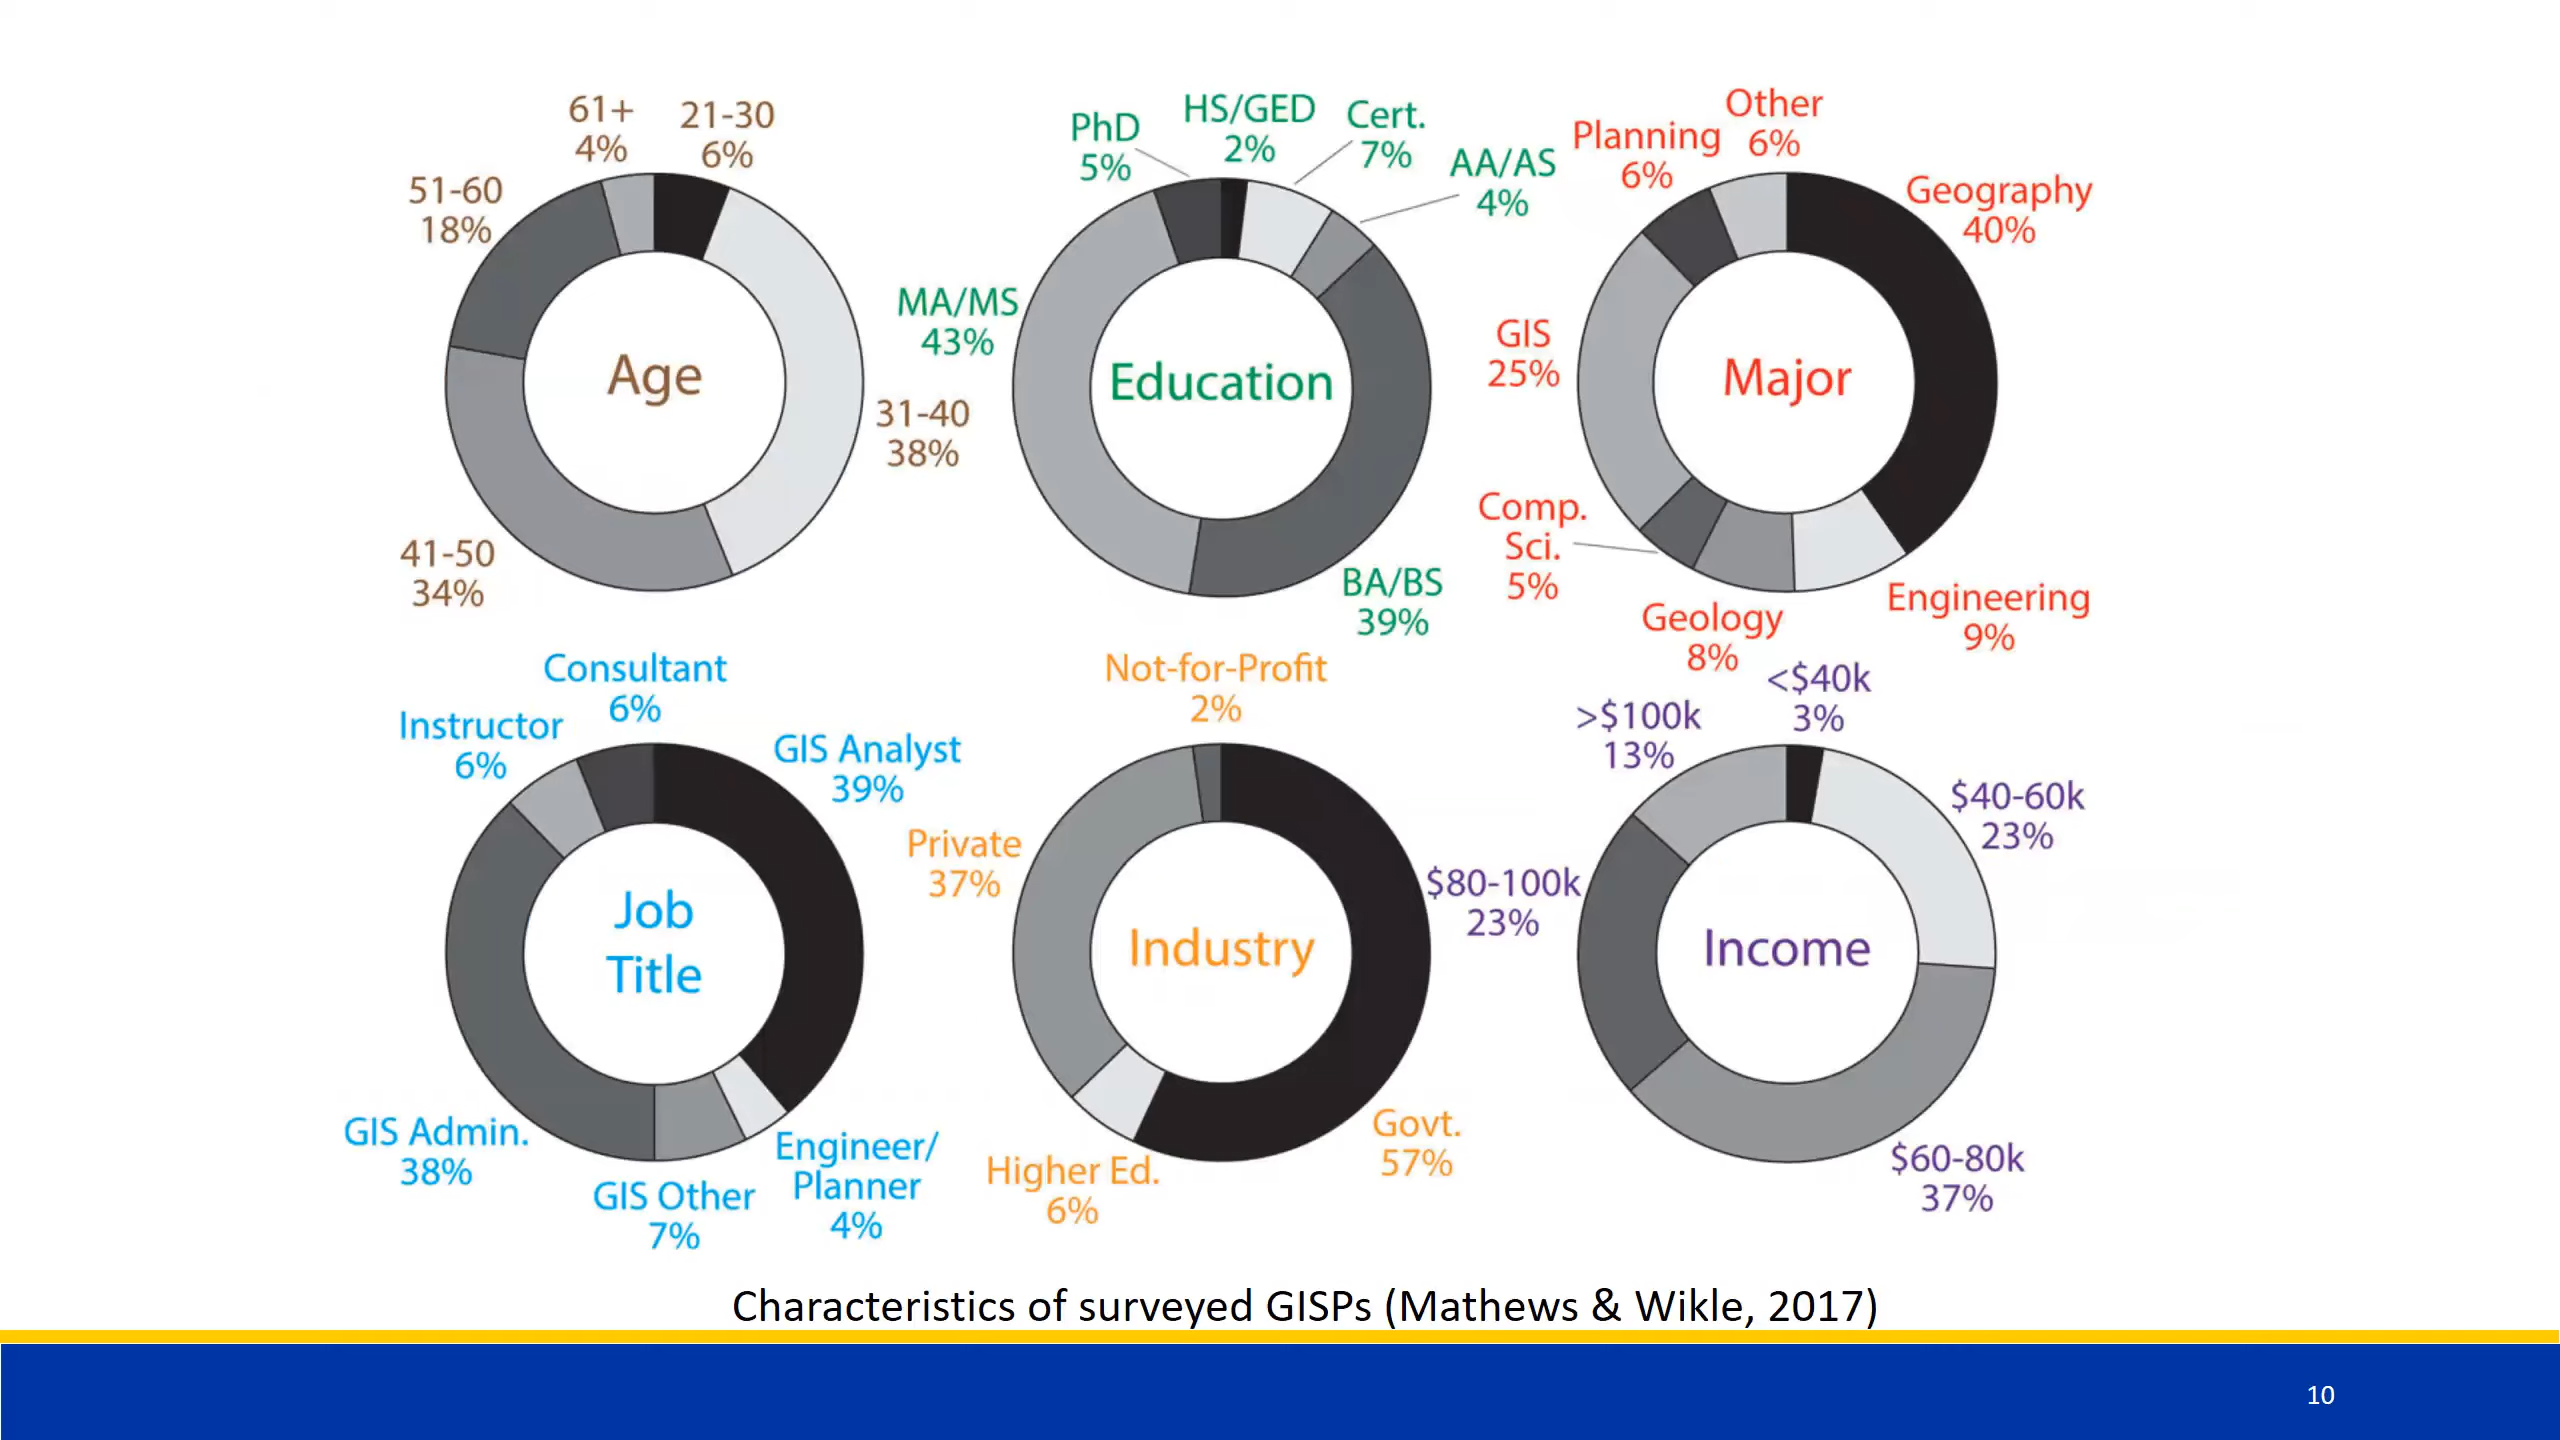 61+
4%
21-30
6%
51-60
18%
Age
31-40
38%
41-50
34%
PhD
5%
HS/GED
2%
Cert.
7%
AA/AS
4%
MA/MS
43%
Education
BA/BS
39%
Other
6%
Planning
6%
Geography
40%
GIS
25%
Major
Comp.
Sci.
5%
Geology
8%
Engineering
9%
Consultant
6%
Instructor
6%
GIS Analyst
39%
Job
Title
GIS Admin.
38%
GIS Other
7%
Engineer/
Planner
4%
Not-for-Profit
2%
Private
37%
Industry
Govt.
57%
Higher Ed.
6%
<$40k
3%
>$100k
13%
$40-60k
23%
$80-100k
23%
Income
$60-80k
37%
Characteristics of surveyed GISPs (Mathews & Wikle, 2017)
10